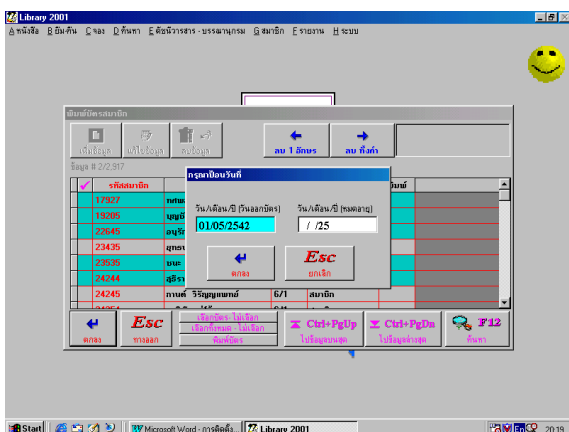 Library 2001
A หนังสือ B ยืม-คืน C จอง D ค้นหา E ดัชนีวารสาร - บรรณานุกรม G สมาชิก F รายงาน H ระบบ
พิมพ์บัตรสมาชิก
เพิ่มข้อมูล แก้ไขข้อมูล ลบข้อมูล ลบ 1 อักษร ลบ ทั้งคำ
ข้อมูล # 2/2,917
รหัสสมาชิก
17927
19205
22645
23435
23535
24244
24245 6/1 สมาชิก
กรุณาป้อนวันที่
วัน/เดือน/ปี (วันออกบัตร) วัน/เดือน/ปี (หมดอายุ)
01/05/2542 / /25
ตกลง Esc ยกเลิก
ตกลง Esc ทางออก
เลือกบัตร - ไม่เลือก
เลือกทั้งหมด - ไม่เลือก
พิมพ์บัตร
Ctrl+PgUp ไปข้อมูลบนสุด
Ctrl+PgDn ไปข้อมูลล่างสุด
F12 ค้นหา
Start Microsoft Word - การติดตั้ง... Library 2001 En 20:19